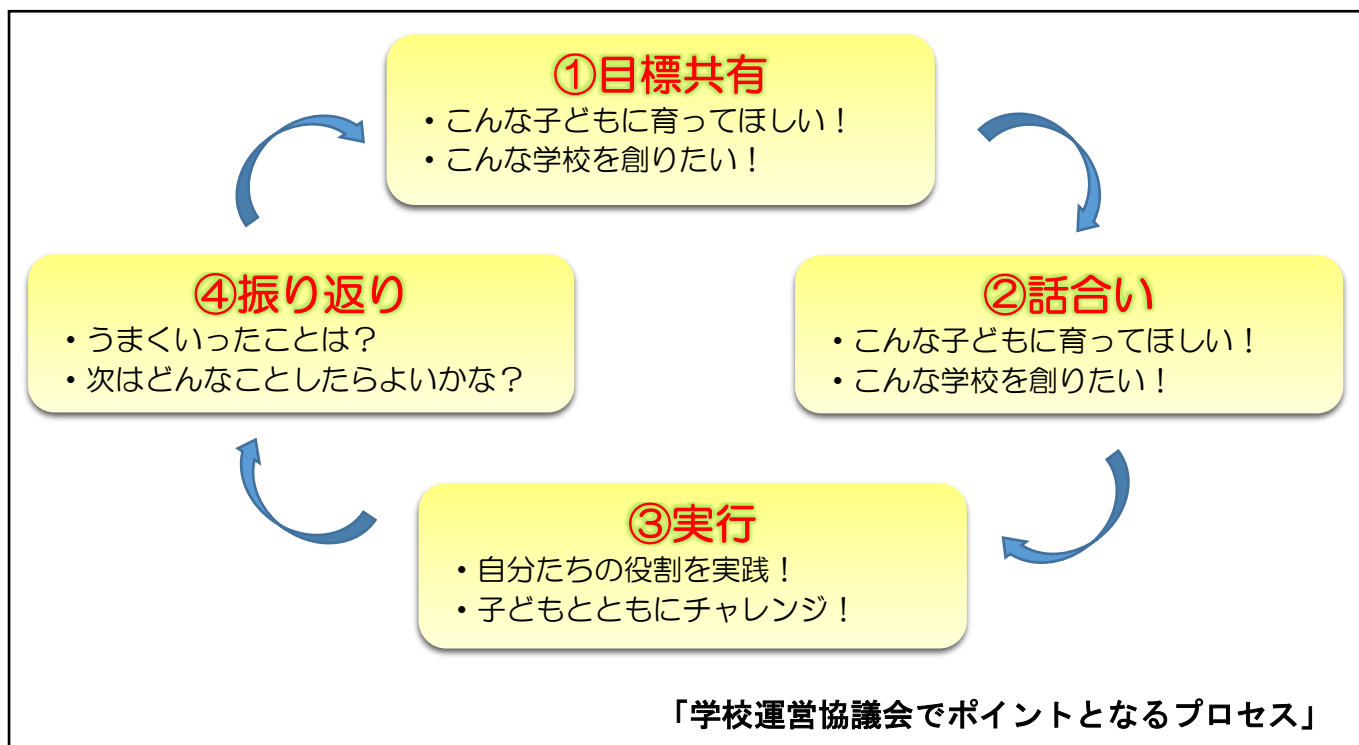 ①目標共有
・こんな子どもに育ってほしい！
・こんな学校を創りたい！
②話合い
・こんな子どもに育ってほしい！
・こんな学校を創りたい！
③実行
・自分たちの役割を実践！
・子どもとともにチャレンジ！
④振り返り
・うまくいったことは？
・次はどんなことしたらよいかな？
「学校運営協議会でポイントとなるプロセス」